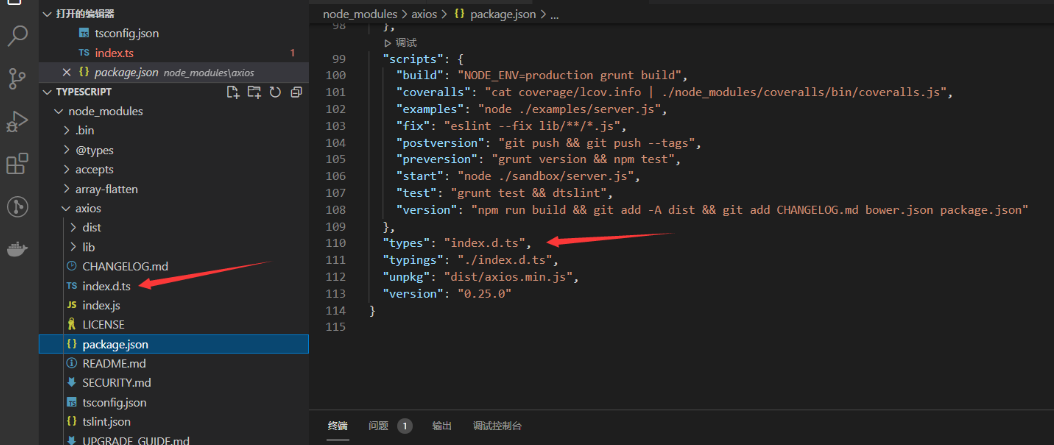 打开的编辑器
tsconfig.json
TS index.ts 1
{} package.json node_modules\axios
TYPESCRIPT
node_modules
.bin
@types
accepts
array-flatten
axios
dist
lib
CHANGELOG.md
TS index.d.ts
JS index.js
LICENSE
{} package.json
README.md
SECURITY.md
tsconfig.json
{} tslint.json
UPGRADE_GUIDE.md
node_modules > axios > {} package.json > ...
98 },
调试
99 "scripts": {
100 "build": "NODE_ENV=production grunt build",
101 "coveralls": "cat coverage/lcov.info | ./node_modules/coveralls/bin/coveralls.js",
102 "examples": "node ./examples/server.js",
103 "fix": "eslint --fix lib/**/*.js",
104 "postversion": "git push && git push --tags",
105 "preversion": "grunt version && npm test",
106 "start": "node ./sandbox/server.js",
107 "test": "grunt test && dtslint",
108 "version": "npm run build && git add -A dist && git add CHANGELOG.md bower.json package.json"
109 },
110 "types": "index.d.ts",
111 "typings": "./index.d.ts",
112 "unpkg": "dist/axios.min.js",
113 "version": "0.25.0"
114 }
115
终端 问题 1 输出 调试控制台